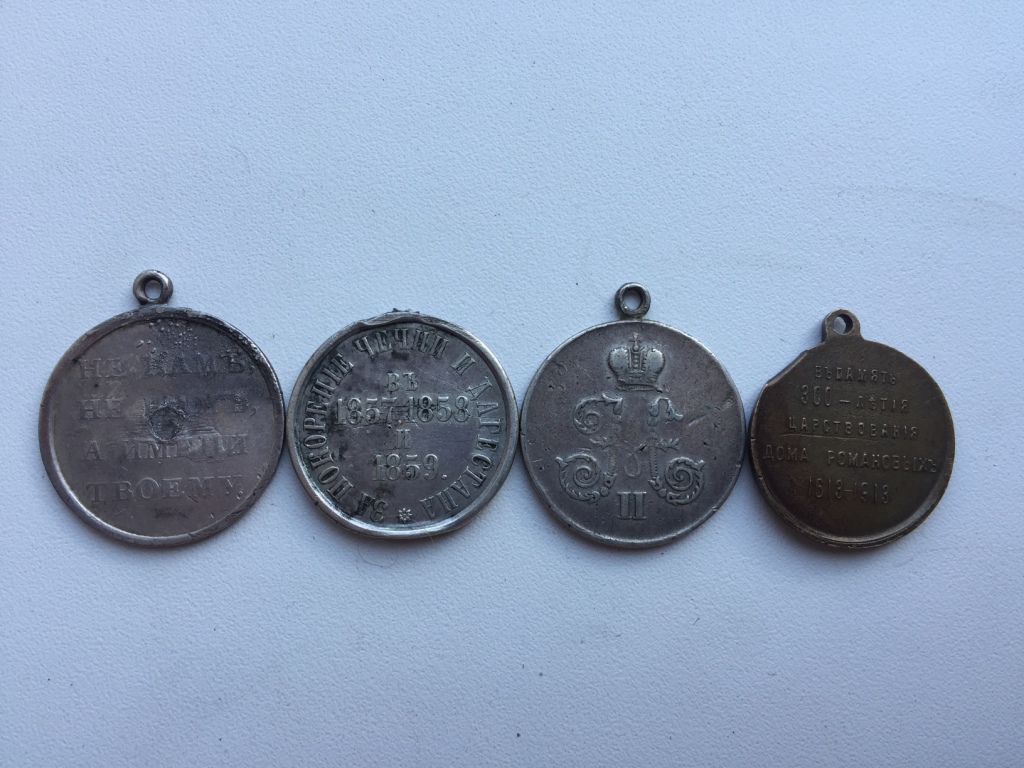 НЕ НАМЪ,
НЕ НАМЪ,
А ИМЕНИ
ТВОЕМУ.
ЗА ПОКОРЕНІЕ ЧЕЧНИ И ДАГЕСТАНА
ВЪ
1857, 1858
И
1859.
II
ВЪ ПАМЯТЬ
300-ЛѢТІЯ
ЦАРСТВОВАНІЯ
ДОМА РОМАНОВЫХЪ
1613-1913